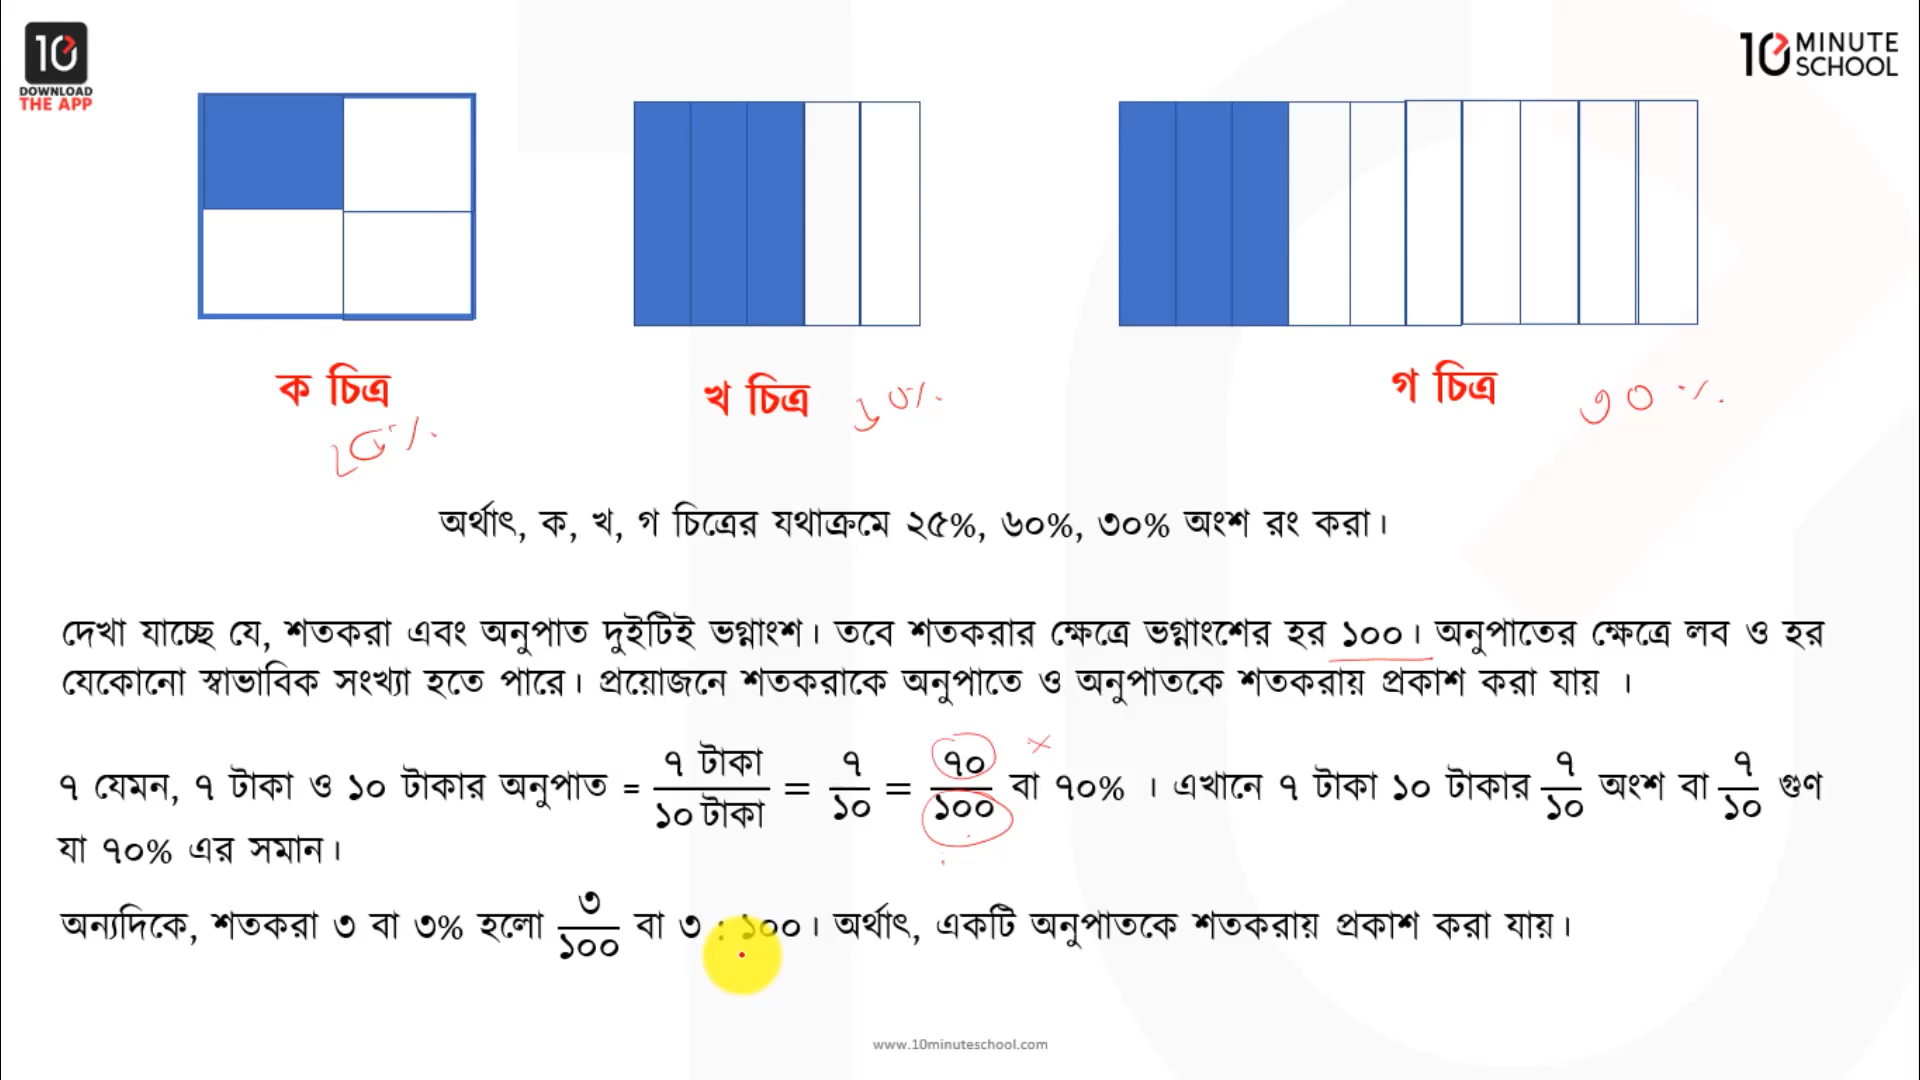 10
DOWNLOAD
THE APP
10 MINUTE
SCHOOL
ক চিত্র
খ চিত্র
গ চিত্র
২৫%
৬০%
৩০%
অর্থাৎ, ক, খ, গ চিত্রের যথাক্রমে ২৫%, ৬০%, ৩০% অংশ রং করা।
দেখা যাচ্ছে যে, শতকরা এবং অনুপাত দুইটিই ভগ্নাংশ। তবে শতকরার ক্ষেত্রে ভগ্নাংশের হর ১০০। অনুপাতের ক্ষেত্রে লব ও হর
যেকোনো স্বাভাবিক সংখ্যা হতে পারে। প্রয়োজনে শতকরাকে অনুপাতে ও অনুপাতকে শতকরায় প্রকাশ করা যায় ।
৭ যেমন, ৭ টাকা ও ১০ টাকার অনুপাত = ৭ টাকা/১০ টাকা = ৭/১০ = ৭০/১০০ বা ৭০% । এখানে ৭ টাকা ১০ টাকার ৭/১০ অংশ বা ৭/১০ গুণ
যা ৭০% এর সমান।
অন্যদিকে, শতকরা ৩ বা ৩% হলো ৩/১০০ বা ৩ : ১০০। অর্থাৎ, একটি অনুপাতকে শতকরায় প্রকাশ করা যায়।
www.10minuteschool.com